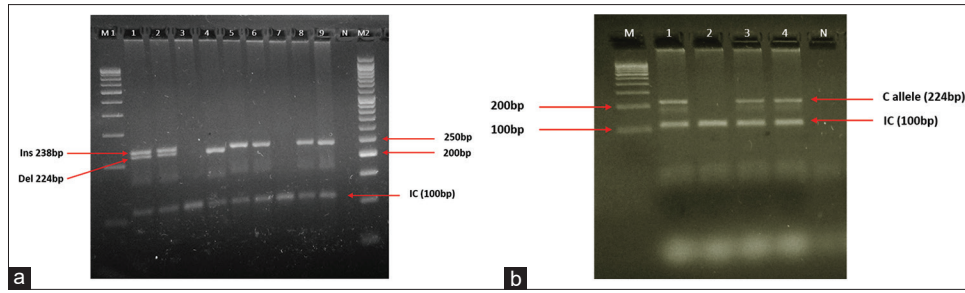 M 1 1 2 3 4 5 6 7 8 9 N M2
Ins 238bp
Del 224bp
250bp
200bp
IC (100bp)
a
M 1 2 3 4 N
200bp
100bp
C allele (224bp)
IC (100bp)
b